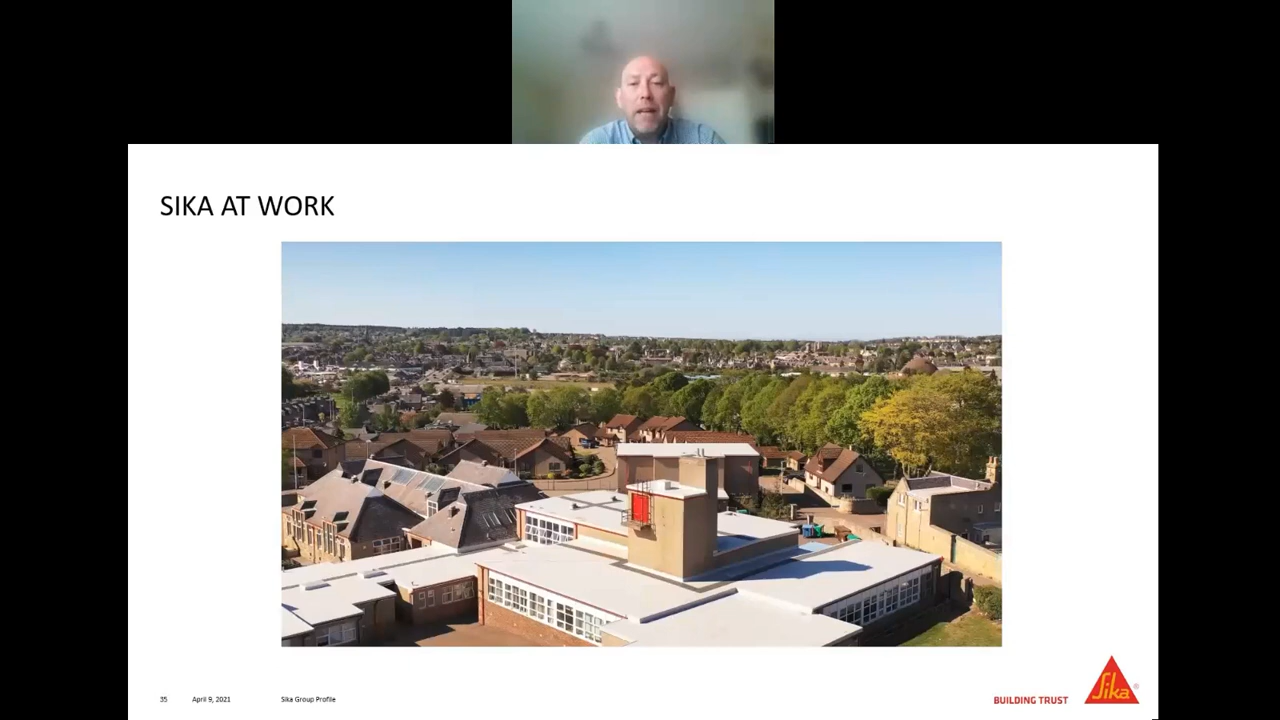 SIKA AT WORK
35
April 9, 2021
Sika Group Profile
BUILDING TRUST
Sika®